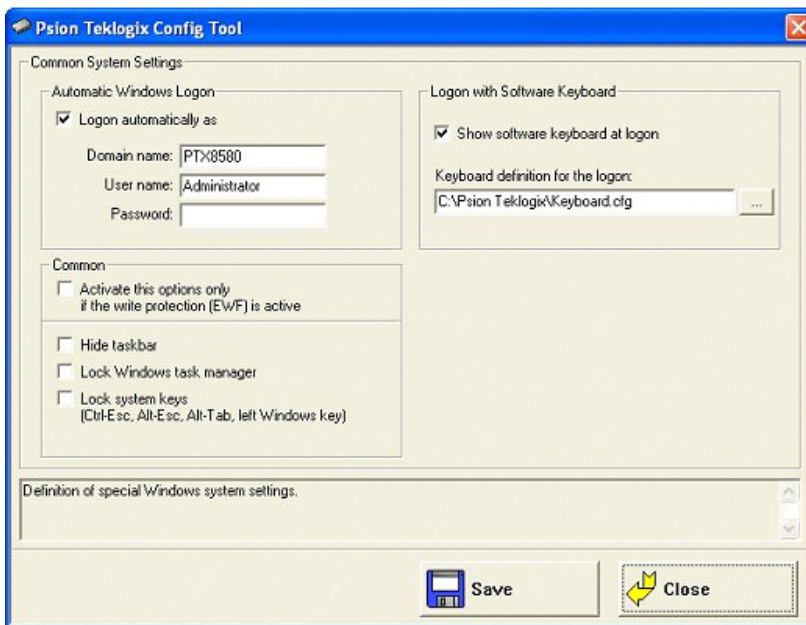 Psion Teklogix Config Tool
Common System Settings
Automatic Windows Logon
Logon automatically as
Domain name: PTX8580
User name: Administrator
Password:
Logon with Software Keyboard
Show software keyboard at logon
Keyboard definition for the logon:
C:\Psion Teklogix\Keyboard.cfg
...
Common
Activate this options only
if the write protection (EWF) is active
Hide taskbar
Lock Windows task manager
Lock system keys
(Ctrl-Esc, Alt-Esc, Alt-Tab, left Windows key)
Definition of special Windows system settings.
Save
Close